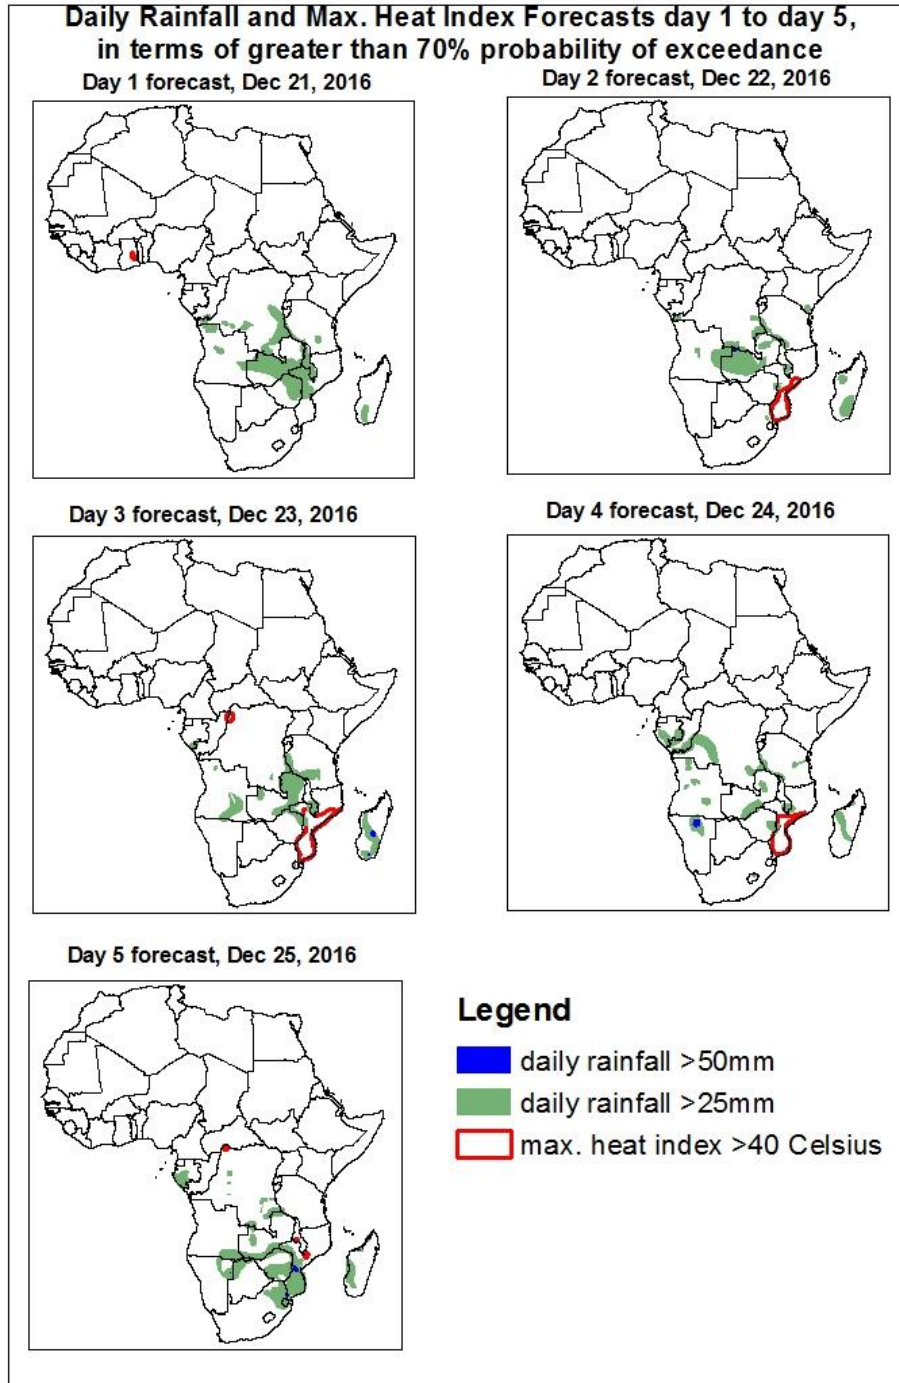 Daily Rainfall and Max. Heat Index Forecasts day 1 to day 5,
in terms of greater than 70% probability of exceedance
Day 1 forecast, Dec 21, 2016
Day 2 forecast, Dec 22, 2016
Day 3 forecast, Dec 23, 2016
Day 4 forecast, Dec 24, 2016
Day 5 forecast, Dec 25, 2016
Legend
daily rainfall >50mm
daily rainfall >25mm
max. heat index >40 Celsius